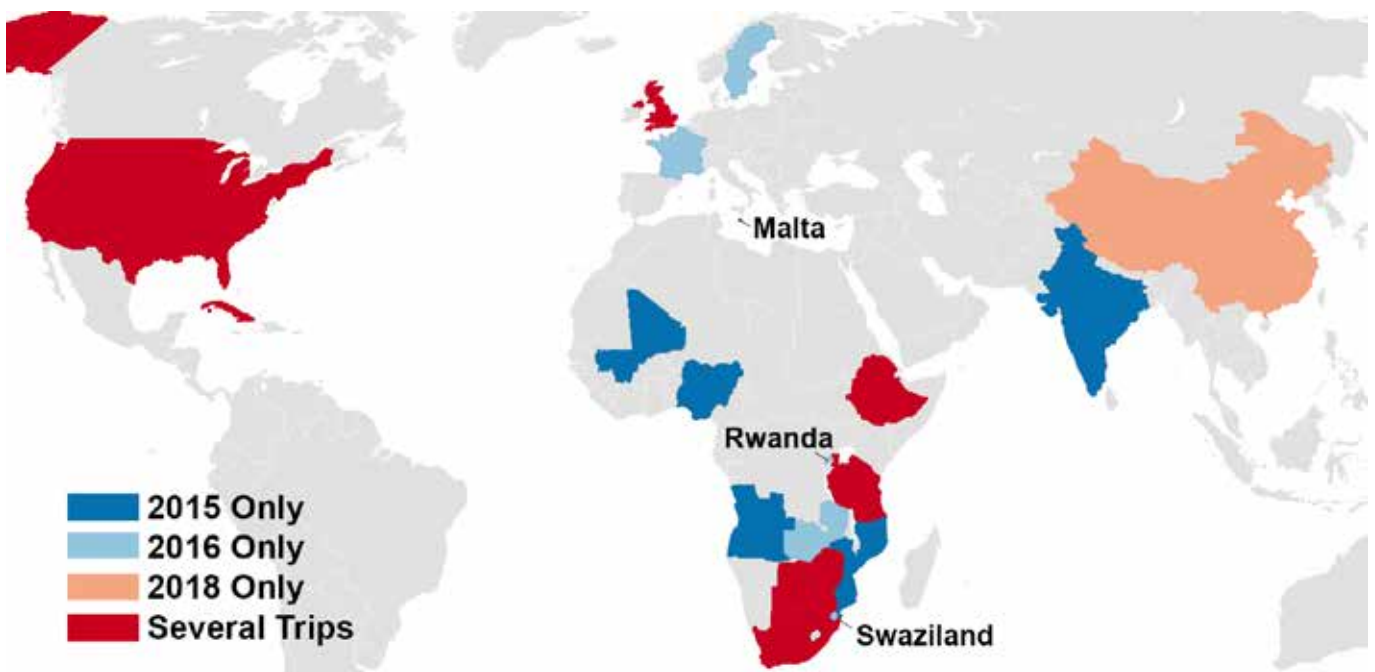 Malta
Rwanda
2015 Only
2016 Only
2018 Only
Several Trips
Swaziland